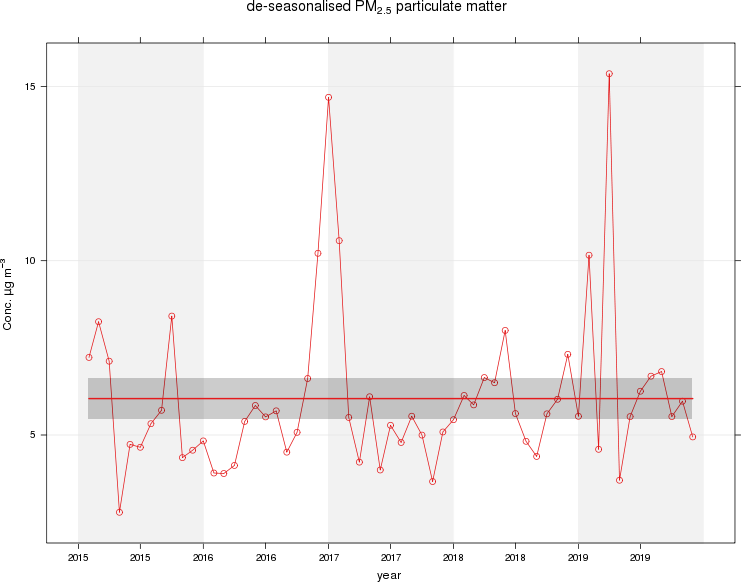 de-seasonalised PM2.5 particulate matter
15
10
5
Conc. µg m⁻³
2015 2015 2016 2016 2017 2017 2018 2018 2019 2019
year